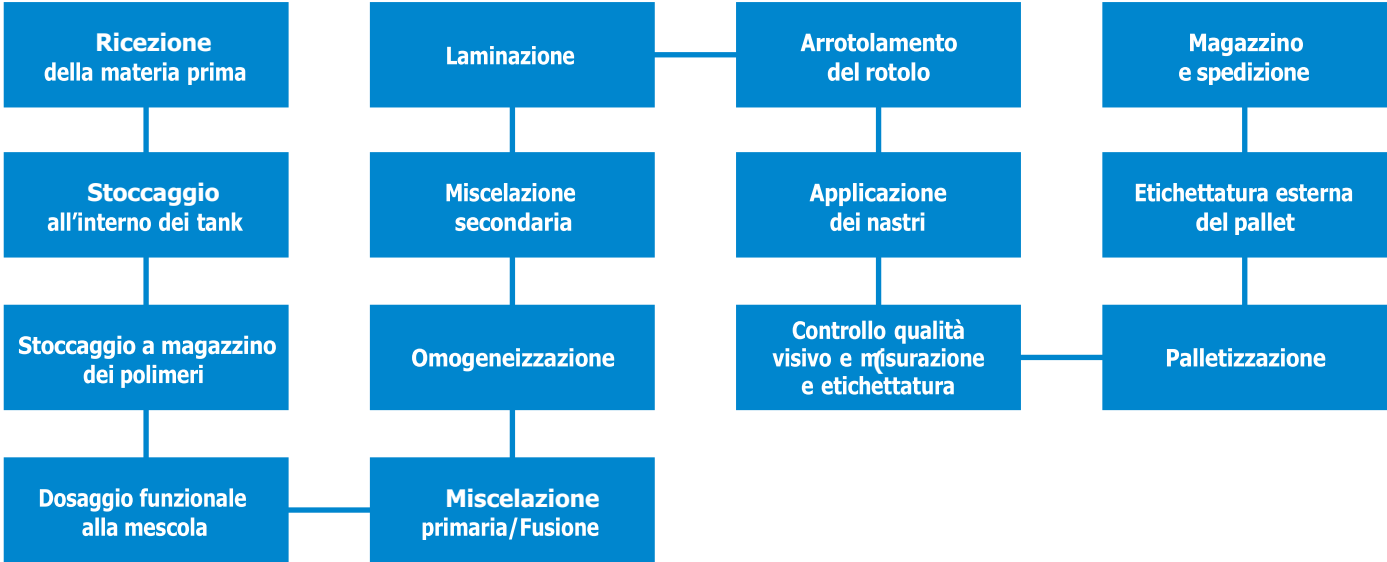 Ricezione
della materia prima
Stoccaggio
all'interno dei tank
Stoccaggio a magazzino
dei polimeri
Dosaggio funzionale
alla mescola
Miscelazione
primaria/Fusione
Omogeneizzazione
Miscelazione
secondaria
Laminazione
Arrotolamento
del rotolo
Applicazione
dei nastri
Controllo qualità
visivo e misurazione
e etichettatura
Palletizzazione
Etichettatura esterna
del pallet
Magazzino
e spedizione